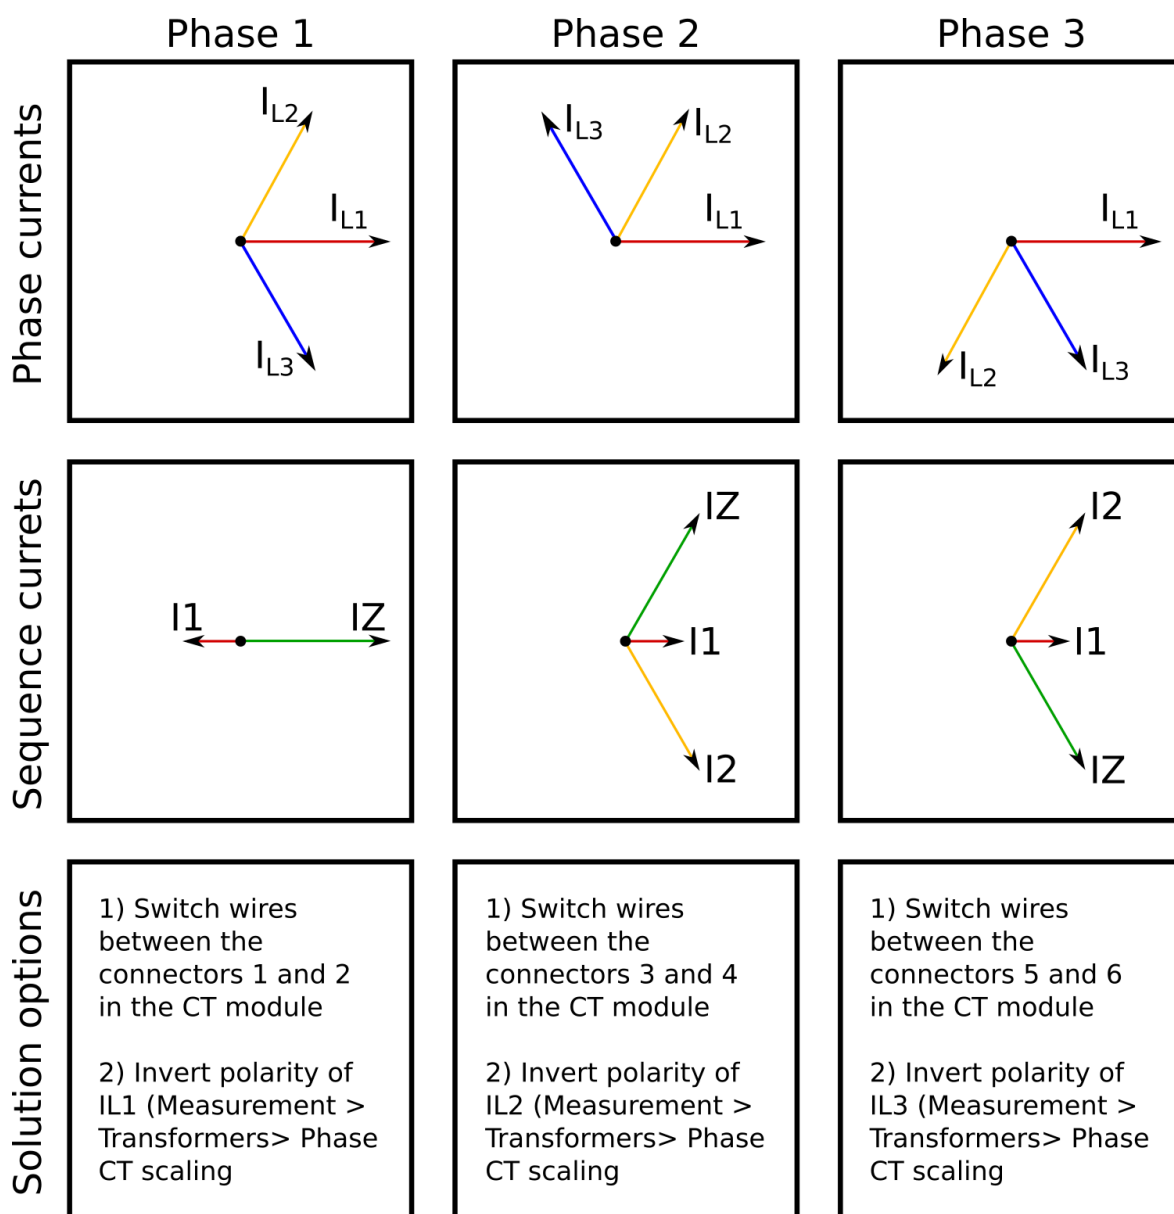 Phase 1
Phase 2
Phase 3
Phase currents
IL2
IL1
IL3
IL3
IL2
IL1
IL1
IL2
IL3
Sequence currets
I1
IZ
IZ
I1
I2
I2
I1
IZ
Solution options
1) Switch wires
between the
connectors 1 and 2
in the CT module
2) Invert polarity of
IL1 (Measurement >
Transformers> Phase
CT scaling
1) Switch wires
between the
connectors 3 and 4
in the CT module
2) Invert polarity of
IL2 (Measurement >
Transformers> Phase
CT scaling
1) Switch wires
between the
connectors 5 and 6
in the CT module
2) Invert polarity of
IL3 (Measurement >
Transformers> Phase
CT scaling